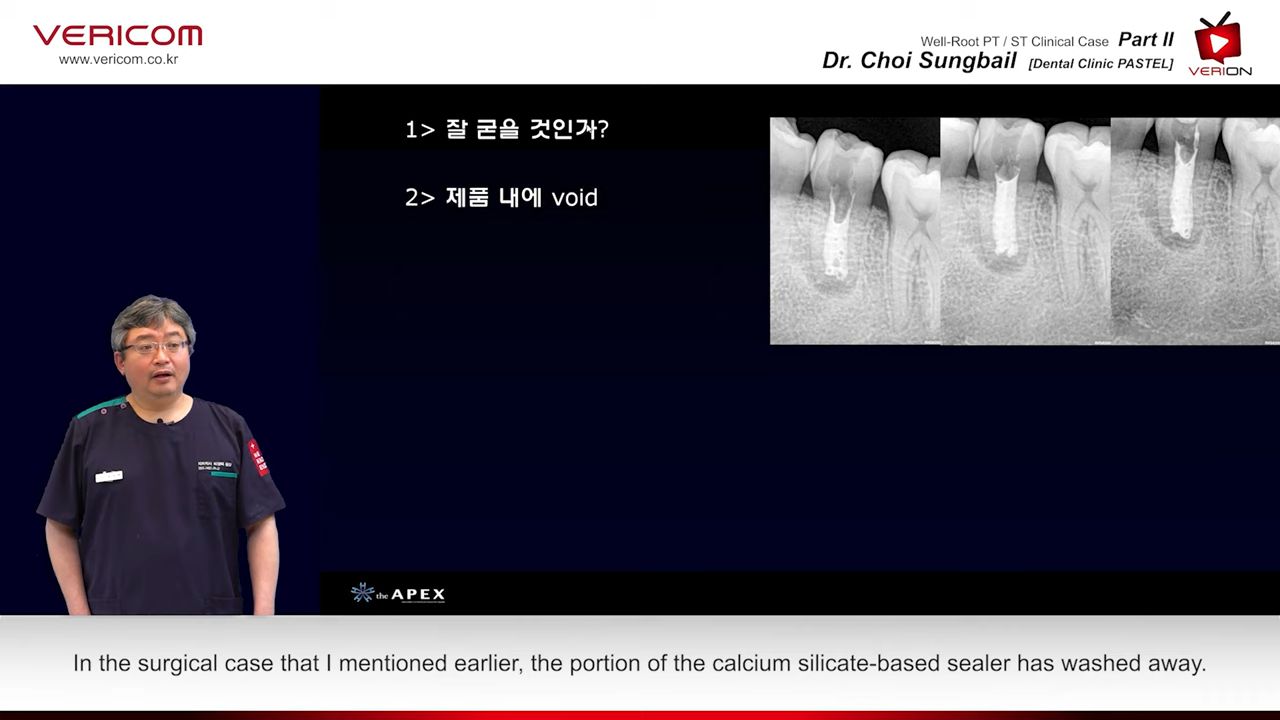 VERICOM
www.vericom.co.kr
Well-Root PT / ST Clinical Case Part II
Dr. Choi Sungbail [Dental Clinic PASTEL]
VERION
1> 잘 굳을 것인가?
2> 제품 내에 void
the APEX
In the surgical case that I mentioned earlier, the portion of the calcium silicate-based sealer has washed away.